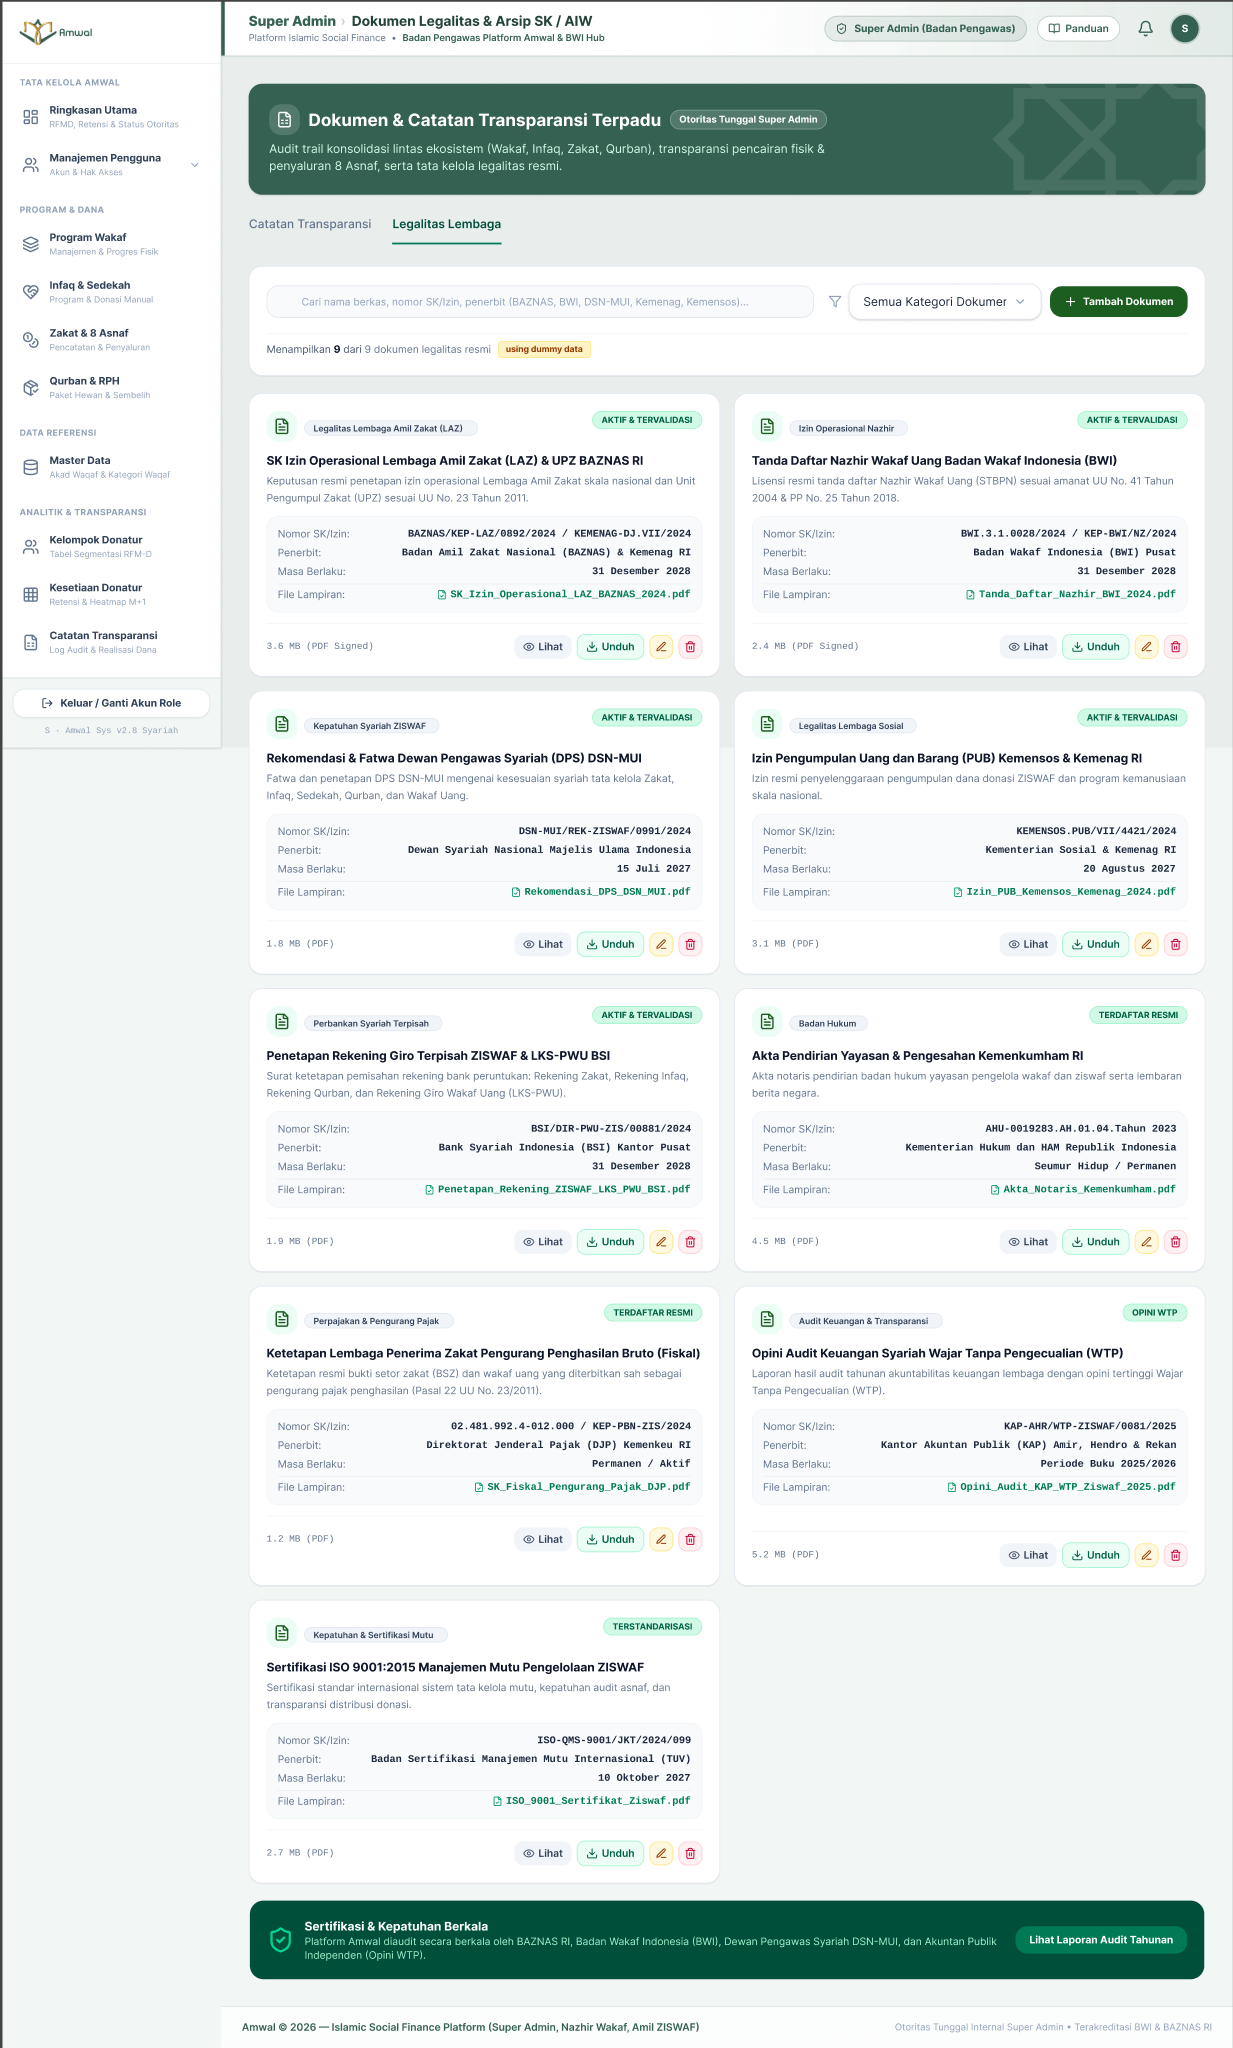 Amwal
TATA KELOLA AMWAL
Ringkasan Utama
RFMD, Retensi & Status Otoritas
Manajemen Pengguna
Akun & Hak Akses
PROGRAM & DANA
Program Wakaf
Manajemen & Progres Fisik
Infaq & Sedekah
Program & Donasi Manual
Zakat & 8 Asnaf
Pencatatan & Penyaluran
Qurban & RPH
Paket Hewan & Sembelih
DATA REFERENSI
Master Data
Akad Waqaf & Kategori Waqaf
ANALITIK & TRANSPARANSI
Kelompok Donatur
Tabel Segmentasi RFM-D
Kesetiaan Donatur
Retensi & Heatmap M+1
Catatan Transparansi
Log Audit & Realisasi Dana
Keluar / Ganti Akun Role
S · Amwal Sys v2.8 Syariah
Super Admin › Dokumen Legalitas & Arsip SK / AIW
Platform Islamic Social Finance • Badan Pengawas Platform Amwal & BWI Hub
Super Admin (Badan Pengawas)
Panduan
S
Dokumen & Catatan Transparansi Terpadu
Otoritas Tunggal Super Admin
Audit trail konsolidasi lintas ekosistem (Wakaf, Infaq, Zakat, Qurban), transparansi pencairan fisik &
penyaluran 8 Asnaf, serta tata kelola legalitas resmi.
Catatan Transparansi
Legalitas Lembaga
Cari nama berkas, nomor SK/Izin, penerbit (BAZNAS, BWI, DSN-MUI, Kemenag, Kemensos)...
Semua Kategori Dokumer
Tambah Dokumen
Menampilkan 9 dari 9 dokumen legalitas resmi
using dummy data
Legalitas Lembaga Amil Zakat (LAZ)
AKTIF & TERVALIDASI
SK Izin Operasional Lembaga Amil Zakat (LAZ) & UPZ BAZNAS RI
Keputusan resmi penetapan izin operasional Lembaga Amil Zakat skala nasional dan Unit
Pengumpul Zakat (UPZ) sesuai UU No. 23 Tahun 2011.
Nomor SK/Izin: BAZNAS/KEP-LAZ/0892/2024 / KEMENAG-DJ.VII/2024
Penerbit: Badan Amil Zakat Nasional (BAZNAS) & Kemenag RI
Masa Berlaku: 31 Desember 2028
File Lampiran: SK_Izin_Operasional_LAZ_BAZNAS_2024.pdf
3.6 MB (PDF Signed) Lihat Unduh
Izin Operasional Nazhir
AKTIF & TERVALIDASI
Tanda Daftar Nazhir Wakaf Uang Badan Wakaf Indonesia (BWI)
Lisensi resmi tanda daftar Nazhir Wakaf Uang (STBPN) sesuai amanat UU No. 41 Tahun
2004 & PP No. 25 Tahun 2018.
Nomor SK/Izin: BWI.3.1.0028/2024 / KEP-BWI/NZ/2024
Penerbit: Badan Wakaf Indonesia (BWI) Pusat
Masa Berlaku: 31 Desember 2028
File Lampiran: Tanda_Daftar_Nazhir_BWI_2024.pdf
2.4 MB (PDF Signed) Lihat Unduh
Kepatuhan Syariah ZISWAF
AKTIF & TERVALIDASI
Rekomendasi & Fatwa Dewan Pengawas Syariah (DPS) DSN-MUI
Fatwa dan penetapan DPS DSN-MUI mengenai kesesuaian syariah tata kelola Zakat,
Infaq, Sedekah, Qurban, dan Wakaf Uang.
Nomor SK/Izin: DSN-MUI/REK-ZISWAF/0991/2024
Penerbit: Dewan Syariah Nasional Majelis Ulama Indonesia
Masa Berlaku: 15 Juli 2027
File Lampiran: Rekomendasi_DPS_DSN_MUI.pdf
1.8 MB (PDF) Lihat Unduh
Legalitas Lembaga Sosial
AKTIF & TERVALIDASI
Izin Pengumpulan Uang dan Barang (PUB) Kemensos & Kemenag RI
Izin resmi penyelenggaraan pengumpulan dana donasi ZISWAF dan program kemanusiaan
skala nasional.
Nomor SK/Izin: KEMENSOS.PUB/VII/4421/2024
Penerbit: Kementerian Sosial & Kemenag RI
Masa Berlaku: 20 Agustus 2027
File Lampiran: Izin_PUB_Kemensos_Kemenag_2024.pdf
3.1 MB (PDF) Lihat Unduh
Perbankan Syariah Terpisah
AKTIF & TERVALIDASI
Penetapan Rekening Giro Terpisah ZISWAF & LKS-PWU BSI
Surat ketetapan pemisahan rekening bank peruntukan: Rekening Zakat, Rekening Infaq,
Rekening Qurban, dan Rekening Giro Wakaf Uang (LKS-PWU).
Nomor SK/Izin: BSI/DIR-PWU-ZIS/00881/2024
Penerbit: Bank Syariah Indonesia (BSI) Kantor Pusat
Masa Berlaku: 31 Desember 2028
File Lampiran: Penetapan_Rekening_ZISWAF_LKS_PWU_BSI.pdf
1.9 MB (PDF) Lihat Unduh
Badan Hukum
TERDAFTAR RESMI
Akta Pendirian Yayasan & Pengesahan Kemenkumham RI
Akta notaris pendirian badan hukum yayasan pengelola wakaf dan ziswaf serta lembaran
berita negara.
Nomor SK/Izin: AHU-0019283.AH.01.04.Tahun 2023
Penerbit: Kementerian Hukum dan HAM Republik Indonesia
Masa Berlaku: Seumur Hidup / Permanen
File Lampiran: Akta_Notaris_Kemenkumham.pdf
4.5 MB (PDF) Lihat Unduh
Perpajakan & Pengurang Pajak
TERDAFTAR RESMI
Ketetapan Lembaga Penerima Zakat Pengurang Penghasilan Bruto (Fiskal)
Ketetapan resmi bukti setor zakat (BSZ) dan wakaf uang yang diterbitkan sah sebagai
pengurang pajak penghasilan (Pasal 22 UU No. 23/2011).
Nomor SK/Izin: 02.481.992.4-012.000 / KEP-PBN-ZIS/2024
Penerbit: Direktorat Jenderal Pajak (DJP) Kemenkeu RI
Masa Berlaku: Permanen / Aktif
File Lampiran: SK_Fiskal_Pengurang_Pajak_DJP.pdf
1.2 MB (PDF) Lihat Unduh
Audit Keuangan & Transparansi
OPINI WTP
Opini Audit Keuangan Syariah Wajar Tanpa Pengecualian (WTP)
Laporan hasil audit tahunan akuntabilitas keuangan lembaga dengan opini tertinggi Wajar
Tanpa Pengecualian (WTP).
Nomor SK/Izin: KAP-AHR/WTP-ZISWAF/0081/2025
Penerbit: Kantor Akuntan Publik (KAP) Amir, Hendro & Rekan
Masa Berlaku: Periode Buku 2025/2026
File Lampiran: Opini_Audit_KAP_WTP_Ziswaf_2025.pdf
5.2 MB (PDF) Lihat Unduh
Kepatuhan & Sertifikasi Mutu
TERSTANDARISASI
Sertifikasi ISO 9001:2015 Manajemen Mutu Pengelolaan ZISWAF
Sertifikasi standar internasional sistem tata kelola mutu, kepatuhan audit asnaf, dan
transparansi distribusi donasi.
Nomor SK/Izin: ISO-QMS-9001/JKT/2024/099
Penerbit: Badan Sertifikasi Manajemen Mutu Internasional (TUV)
Masa Berlaku: 10 Oktober 2027
File Lampiran: ISO_9001_Sertifikat_Ziswaf.pdf
2.7 MB (PDF) Lihat Unduh
Sertifikasi & Kepatuhan Berkala
Platform Amwal diaudit secara berkala oleh BAZNAS RI, Badan Wakaf Indonesia (BWI), Dewan Pengawas Syariah DSN-MUI, dan Akuntan Publik
Independen (Opini WTP).
Lihat Laporan Audit Tahunan
Amwal © 2026 — Islamic Social Finance Platform (Super Admin, Nazhir Wakaf, Amil ZISWAF)
Otoritas Tunggal Internal Super Admin • Terakreditasi BWI & BAZNAS RI